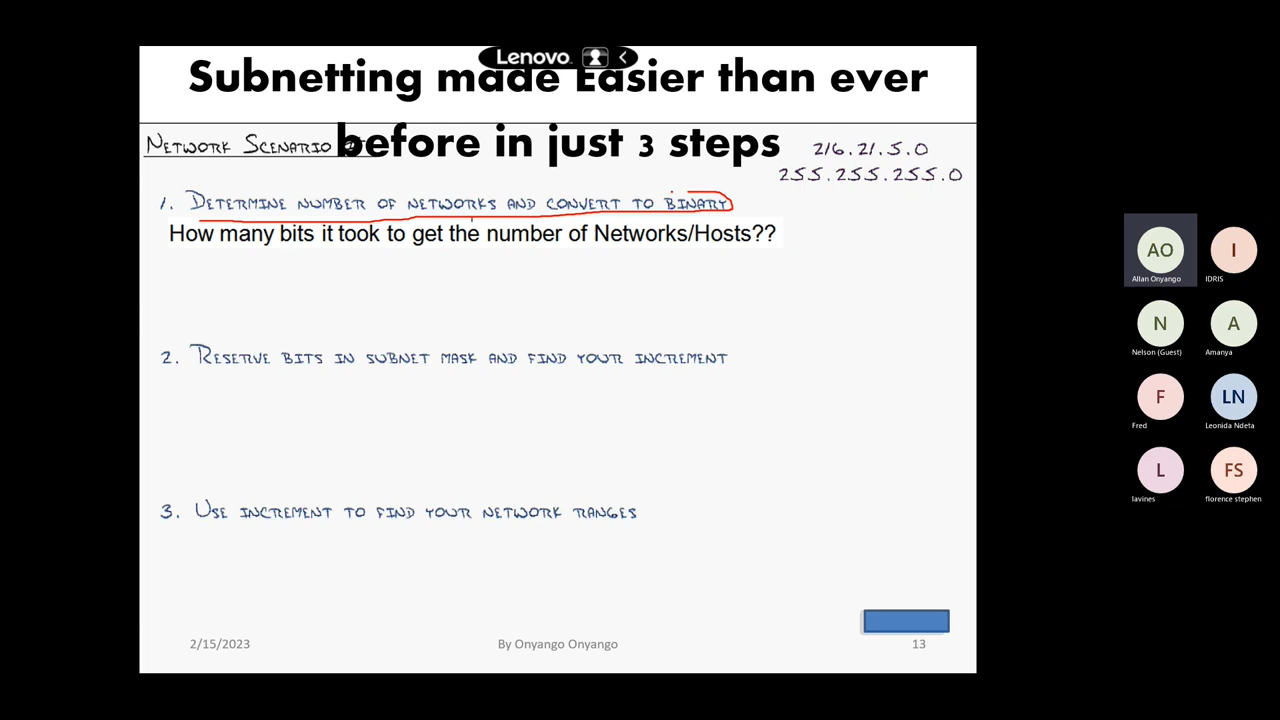 Lenovo
Subnetting made Easier than ever
before in just 3 steps
NETWORK SCENARIO
216.21.5.0
255.255.255.0
1. DETERMINE NUMBER OF NETWORKS AND CONVERT TO BINARY
How many bits it took to get the number of Networks/Hosts??
2. RESERVE BITS IN SUBNET MASK AND FIND YOUR INCREMENT
3. USE INCREMENT TO FIND YOUR NETWORK RANGES
2/15/2023
By Onyango Onyango
13
AO
Allan Onyango
I
IDRIS
N
Nelson (Guest)
A
Amanya
F
Fred
LN
Leonida Ndeta
L
lavines
FS
florence stephen